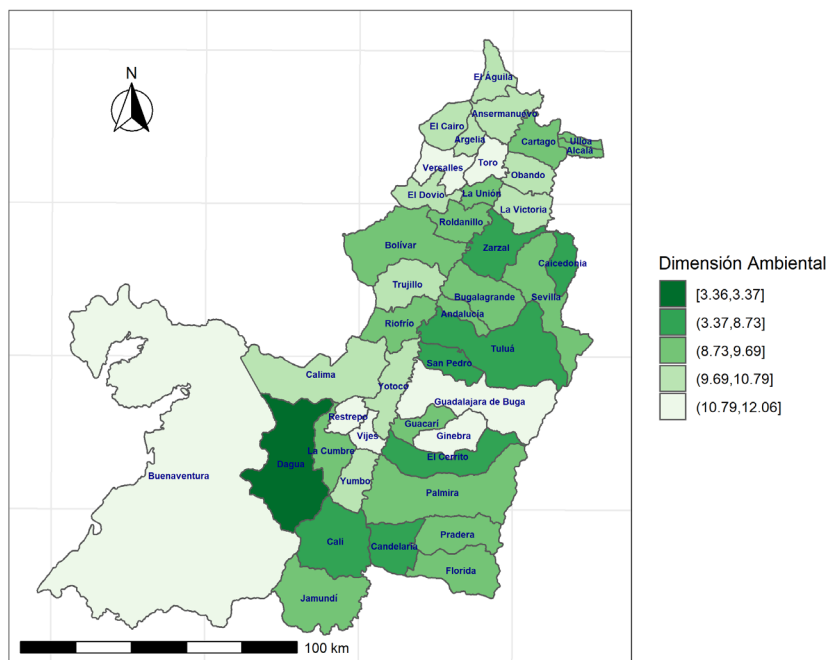 N
El Águila
Ansermanuevo
El Cairo
Argelia
Cartago
Ulloa
Alcalá
Versalles
Toro
Obando
El Dovio
La Unión
La Victoria
Roldanillo
Bolívar
Zarzal
Caicedonia
Trujillo
Bugalagrande
Sevilla
Andalucía
Riofrío
Tuluá
San Pedro
Calima
Yotoco
Guadalajara de Buga
Restrepo
Guacarí
Vijes
Ginebra
La Cumbre
El Cerrito
Dagua
Buenaventura
Yumbo
Palmira
Cali
Candelaria
Pradera
Florida
Jamundí
100 km
Dimensión Ambiental
[3.36,3.37]
(3.37,8.73]
(8.73,9.69]
(9.69,10.79]
(10.79,12.06]